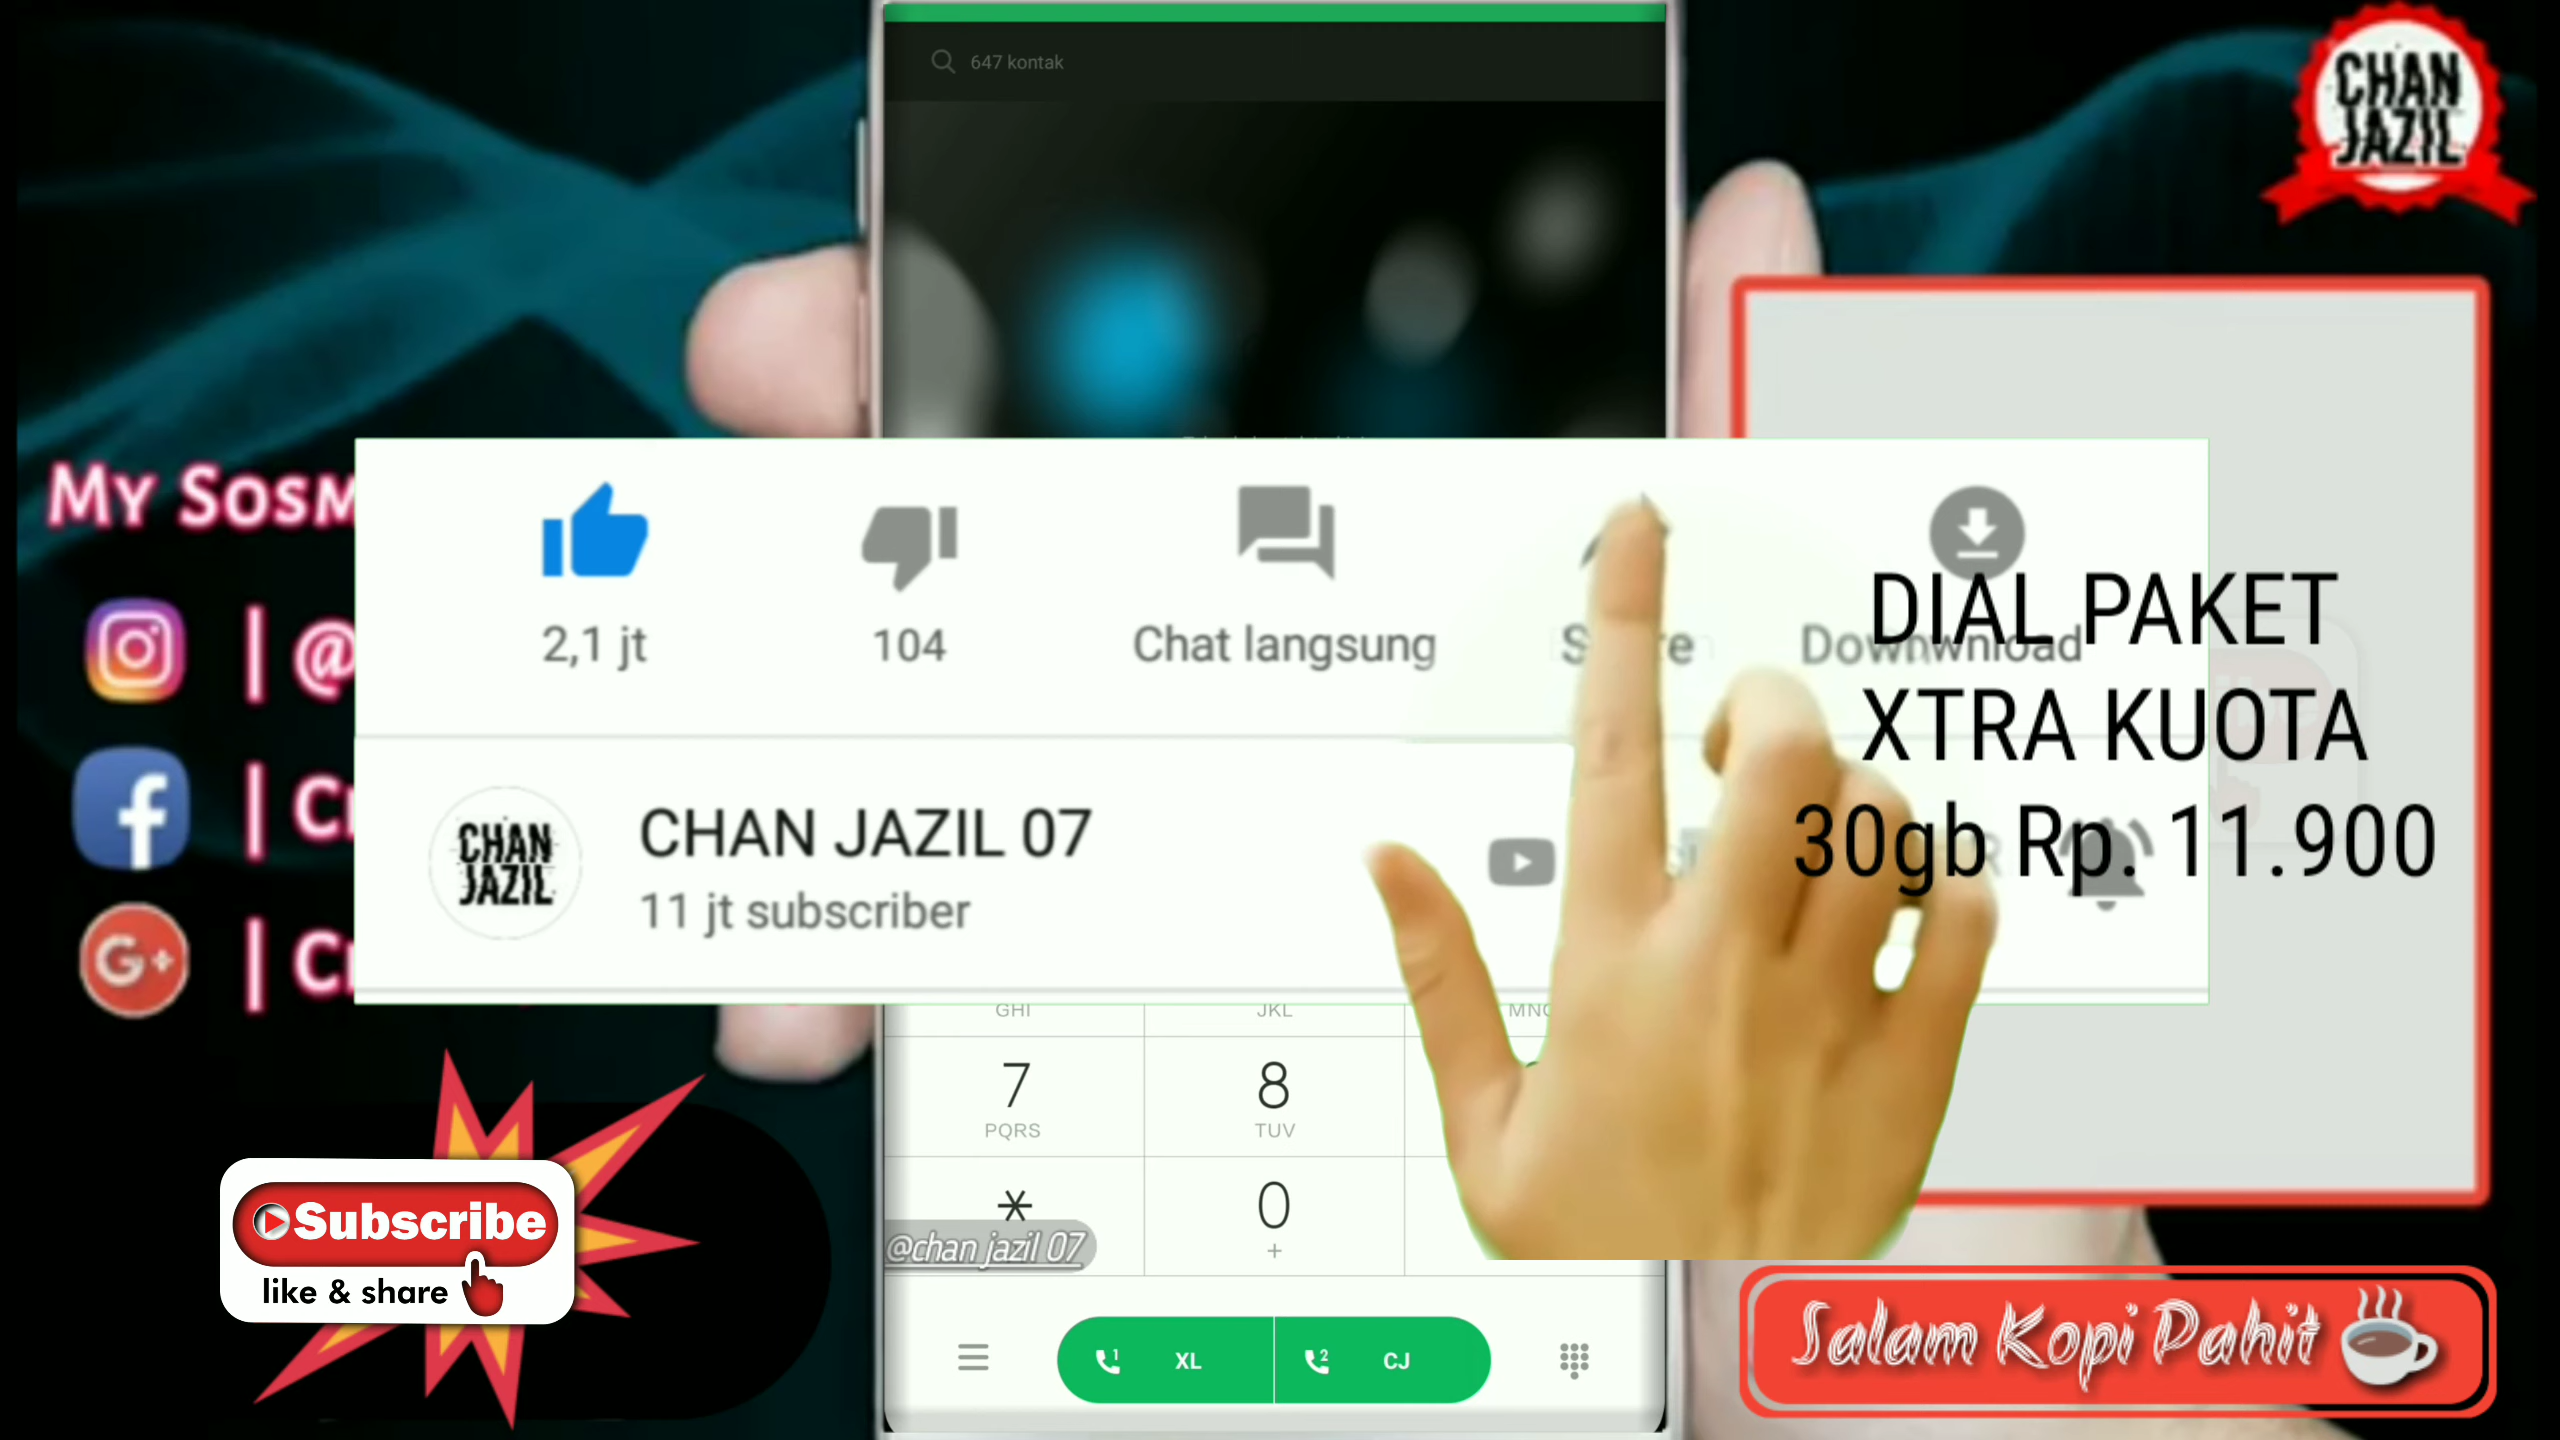 647 kontak
CHAN
JAZIL
MY SOSM
| @
2,1 jt
104
Chat langsung
DIAL PAKET
XTRA KUOTA
30gb Rp. 11.900
CHAN
JAZIL
CHAN JAZIL 07
11 jt subscriber
GHI
JKL
7
8
PQRS
TUV
*
0
+
@chan jazil 07
Subscribe
like & share
1 XL
2 CJ
Salam Kopi Pahit